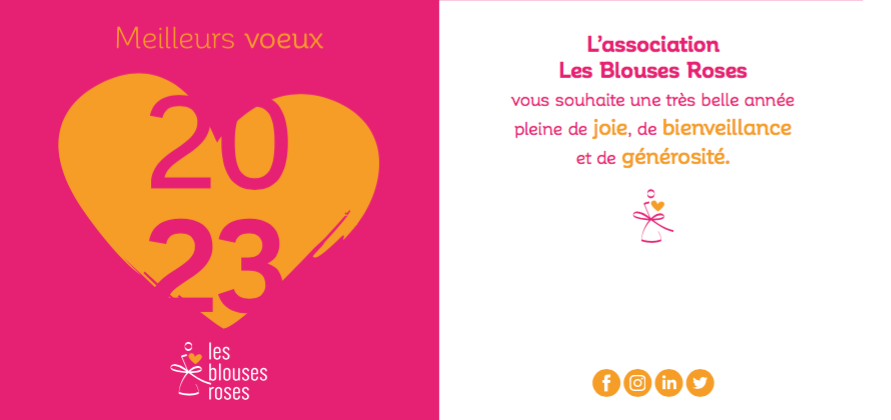 Meilleurs voeux
20
23
les
blouses
roses
L'association
Les Blouses Roses
vous souhaite une très belle année
pleine de joie, de bienveillance
et de générosité.